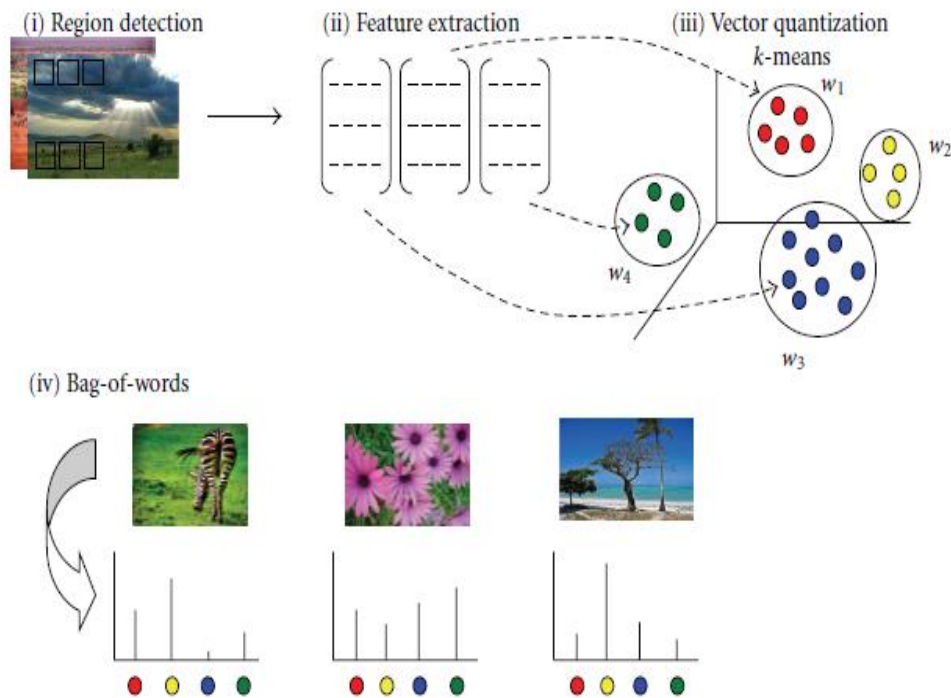 (i) Region detection
(ii) Feature extraction
(iii) Vector quantization
k-means
w1
w2
w4
w3
(iv) Bag-of-words